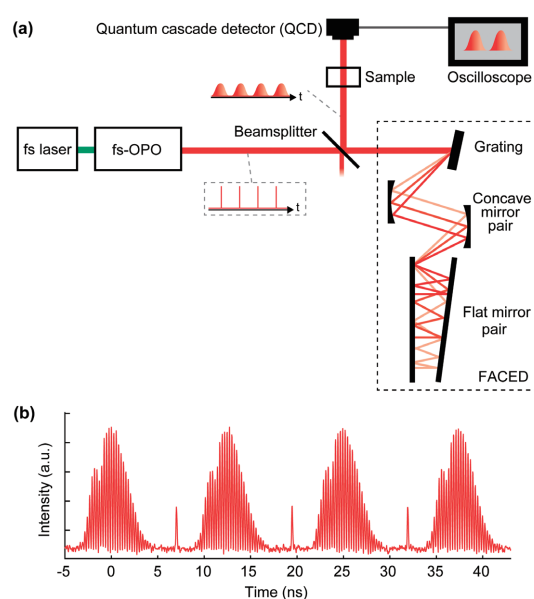 (a)
Quantum cascade detector (QCD)
Sample
Oscilloscope
t
Beamsplitter
fs laser
fs-OPO
Grating
t
Concave
mirror
pair
Flat mirror
pair
FACED
(b)
Intensity (a.u.)
-5 0 5 10 15 20 25 30 35 40
Time (ns)